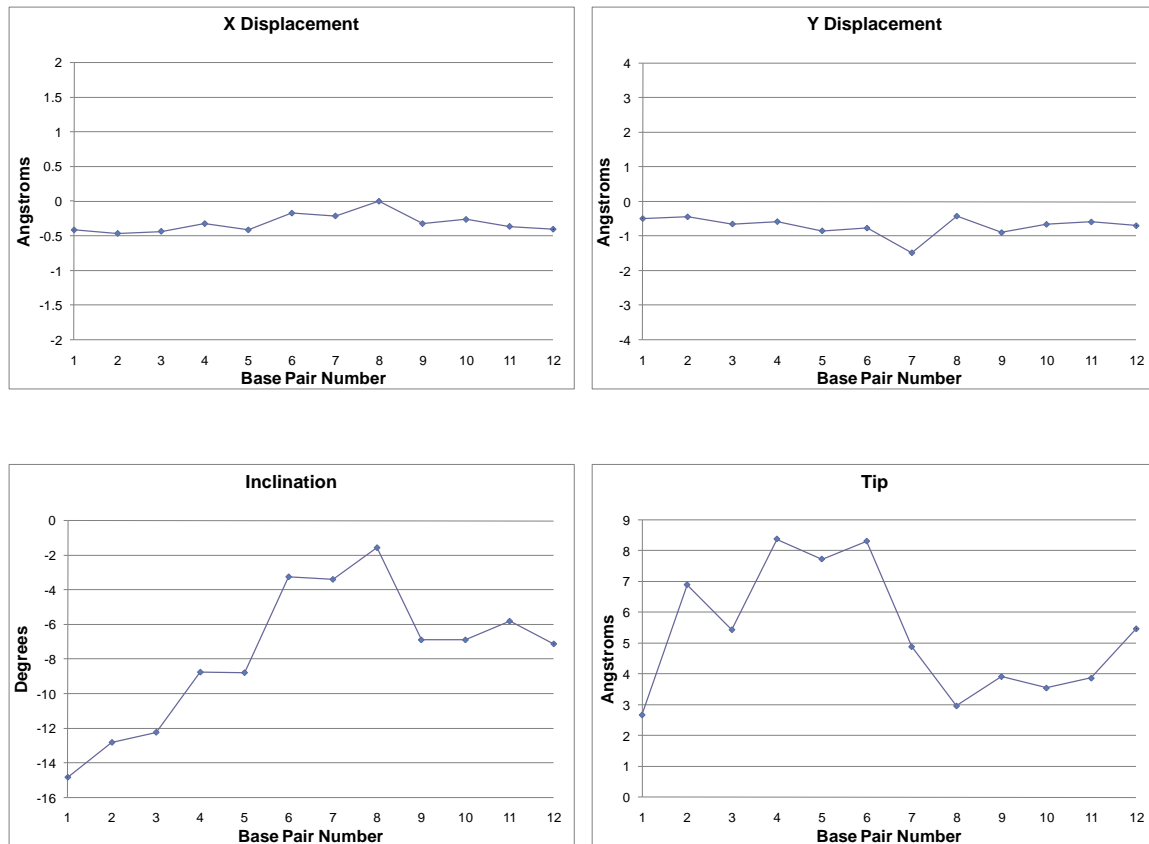 X Displacement
2
1.5
1
0.5
0
-0.5
-1
-1.5
-2
Angstroms
1 2 3 4 5 6 7 8 9 10 11 12
Base Pair Number
Y Displacement
4
3
2
1
0
-1
-2
-3
-4
Angstroms
1 2 3 4 5 6 7 8 9 10 11 12
Base Pair Number
Inclination
0
-2
-4
-6
-8
-10
-12
-14
-16
Degrees
1 2 3 4 5 6 7 8 9 10 11 12
Base Pair Number
Tip
9
8
7
6
5
4
3
2
1
0
Angstroms
1 2 3 4 5 6 7 8 9 10 11 12
Base Pair Number